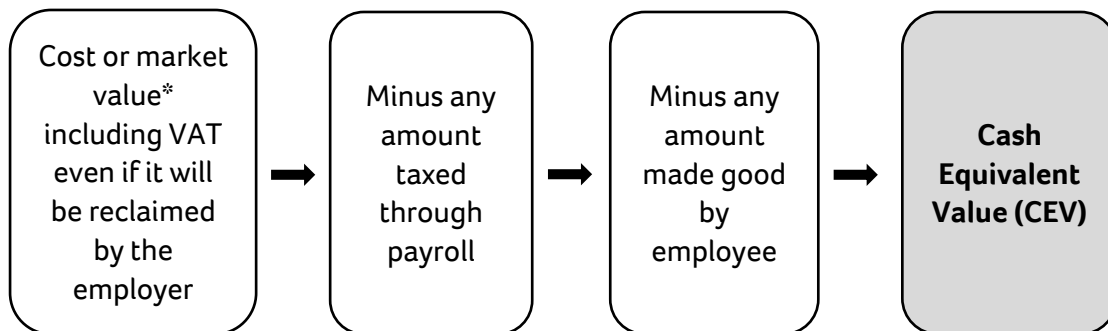 Cost or market
value*
including VAT
even if it will
be reclaimed
by the
employer
Minus any
amount
taxed
through
payroll
Minus any
amount
made good
by
employee
Cash
Equivalent
Value (CEV)